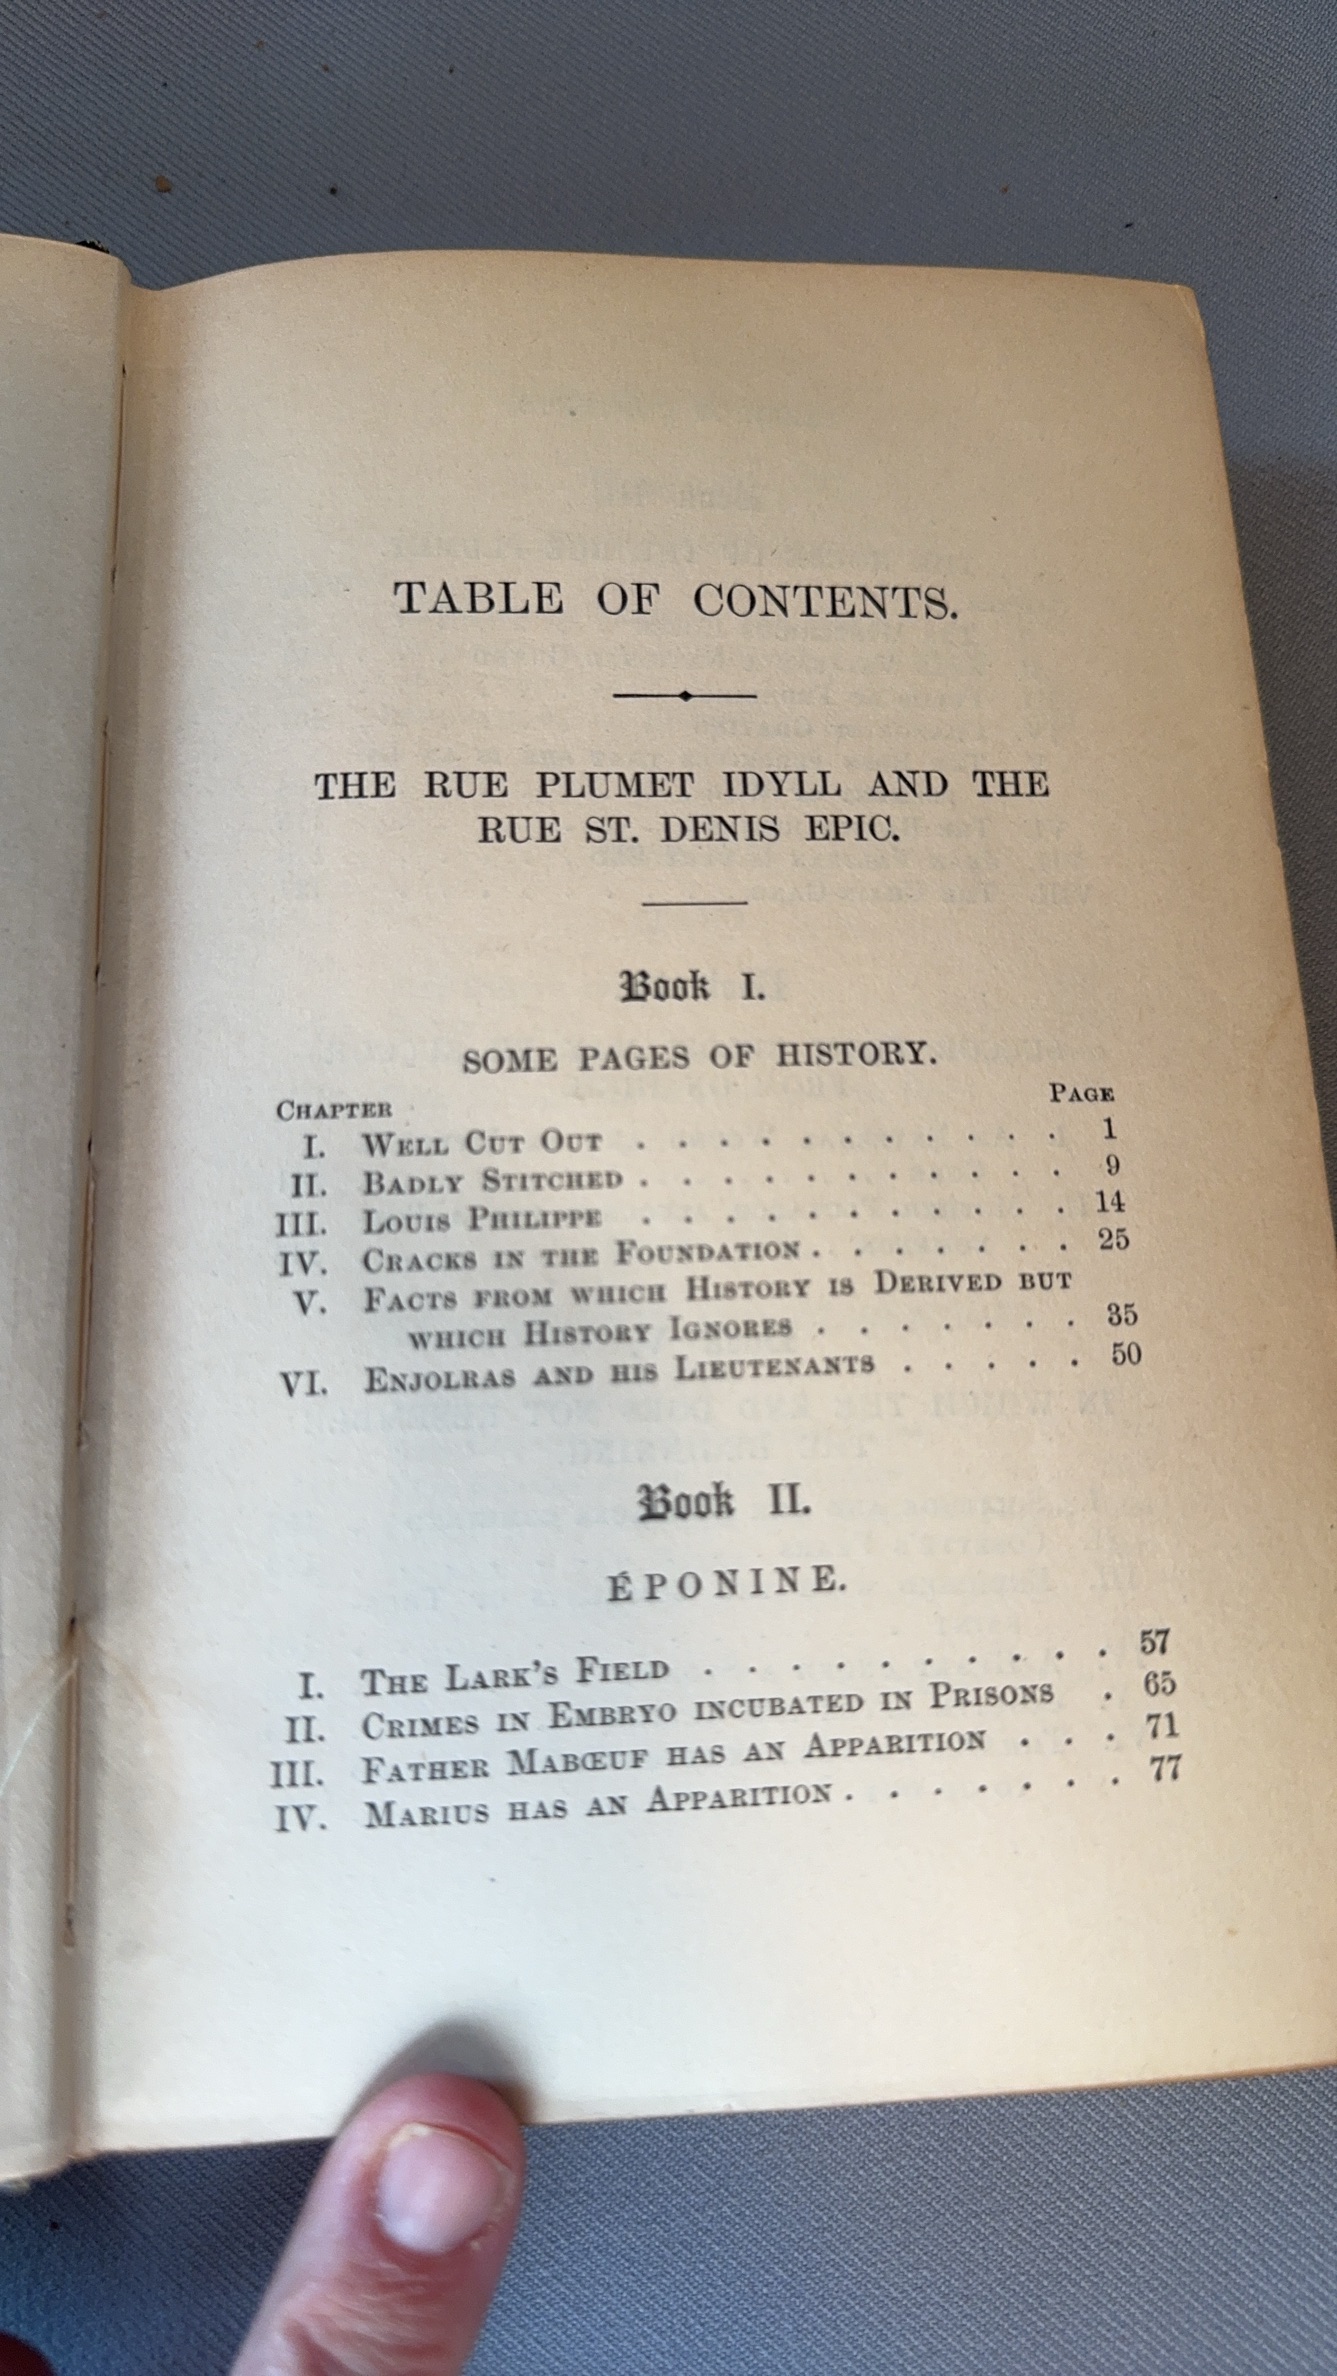 TABLE OF CONTENTS.
THE RUE PLUMET IDYLL AND THE
RUE ST. DENIS EPIC.
Book I.
SOME PAGES OF HISTORY.
CHAPTER PAGE
I. WELL CUT OUT . . . . . . . . . . . 1
II. BADLY STITCHED . . . . . . . . . . . 9
III. LOUIS PHILIPPE . . . . . . . . . . . 14
IV. CRACKS IN THE FOUNDATION . . . . . . . 25
V. FACTS FROM WHICH HISTORY IS DERIVED BUT
WHICH HISTORY IGNORES . . . . . . . 35
VI. ENJOLRAS AND HIS LIEUTENANTS . . . . . 50
Book II.
ÉPONINE.
I. THE LARK'S FIELD . . . . . . . . . . 57
II. CRIMES IN EMBRYO INCUBATED IN PRISONS . 65
III. FATHER MABŒUF HAS AN APPARITION . . . 71
IV. MARIUS HAS AN APPARITION . . . . . . . 77